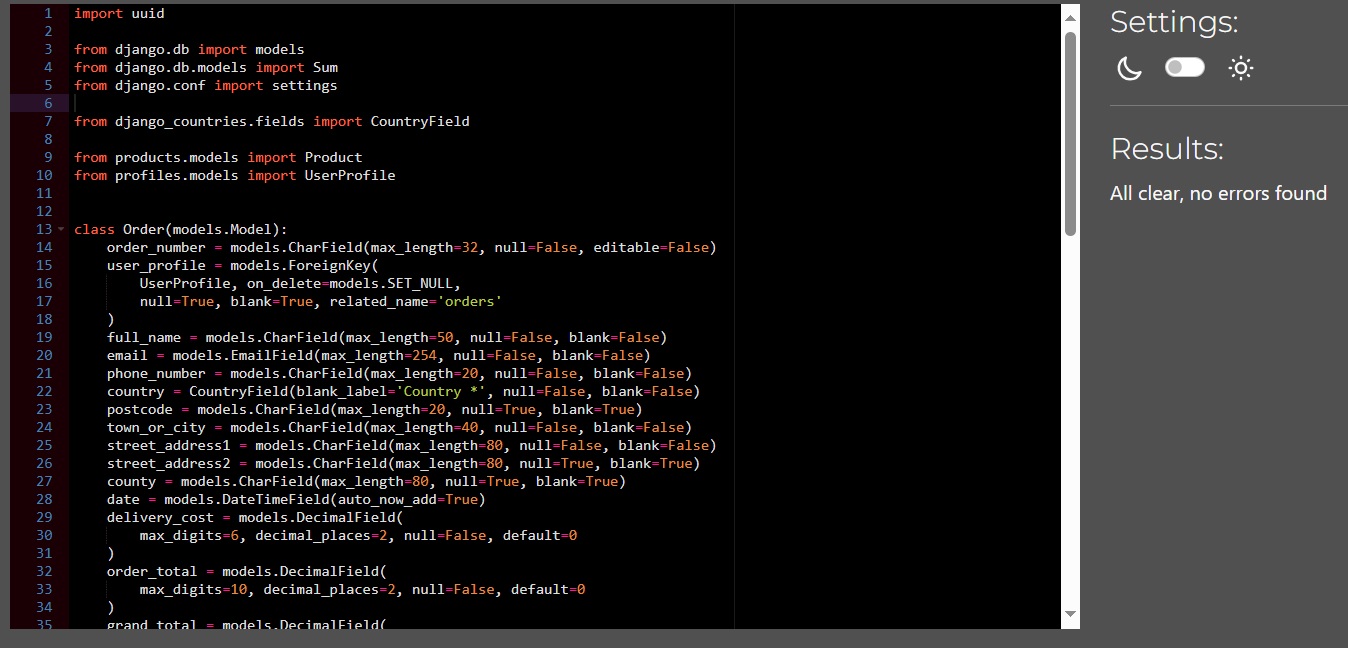 1 import uuid
2
3 from django.db import models
4 from django.db.models import Sum
5 from django.conf import settings
6
7 from django_countries.fields import CountryField
8
9 from products.models import Product
10 from profiles.models import UserProfile
11
12
13 class Order(models.Model):
14     order_number = models.CharField(max_length=32, null=False, editable=False)
15     user_profile = models.ForeignKey(
16         UserProfile, on_delete=models.SET_NULL,
17         null=True, blank=True, related_name='orders'
18     )
19     full_name = models.CharField(max_length=50, null=False, blank=False)
20     email = models.EmailField(max_length=254, null=False, blank=False)
21     phone_number = models.CharField(max_length=20, null=False, blank=False)
22     country = CountryField(blank_label='Country *', null=False, blank=False)
23     postcode = models.CharField(max_length=20, null=True, blank=True)
24     town_or_city = models.CharField(max_length=40, null=False, blank=False)
25     street_address1 = models.CharField(max_length=80, null=False, blank=False)
26     street_address2 = models.CharField(max_length=80, null=True, blank=True)
27     county = models.CharField(max_length=80, null=True, blank=True)
28     date = models.DateTimeField(auto_now_add=True)
29     delivery_cost = models.DecimalField(
30         max_digits=6, decimal_places=2, null=False, default=0
31     )
32     order_total = models.DecimalField(
33         max_digits=10, decimal_places=2, null=False, default=0
34     )
35     grand_total = models.DecimalField(
Settings:
Results:
All clear, no errors found